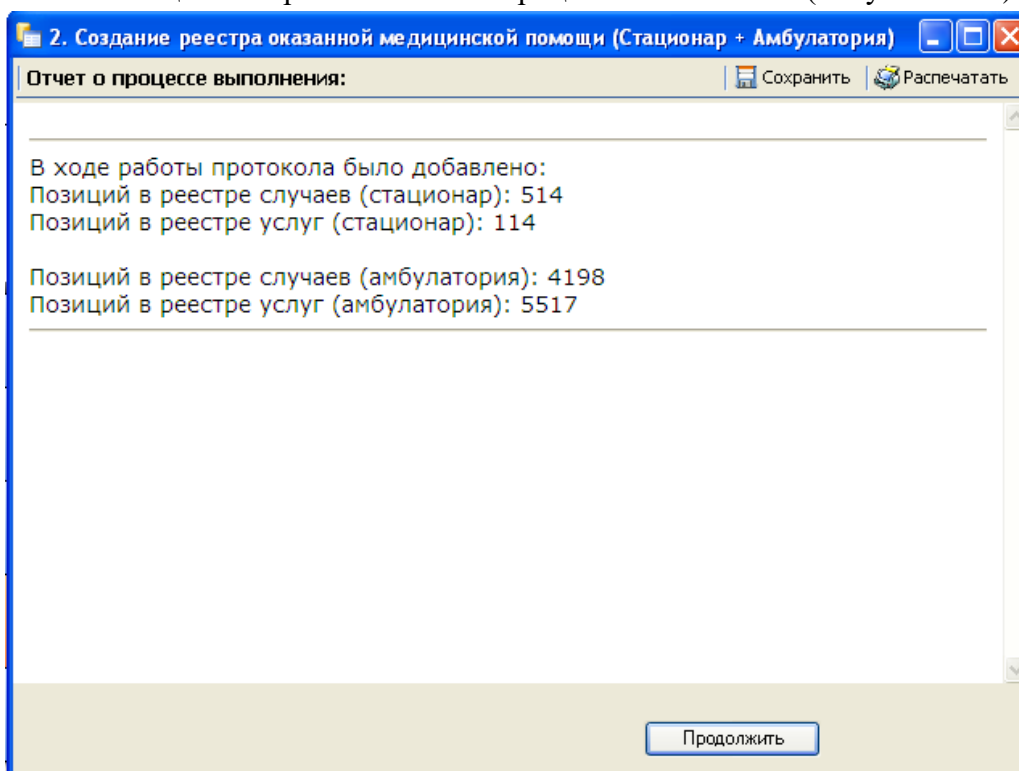 2. Создание реестра оказанной медицинской помощи (Стационар + Амбулатория)
Отчет о процессе выполнения: Сохранить Распечатать
В ходе работы протокола было добавлено:
Позиций в реестре случаев (стационар): 514
Позиций в реестре услуг (стационар): 114
Позиций в реестре случаев (амбулатория): 4198
Позиций в реестре услуг (амбулатория): 5517
Продолжить